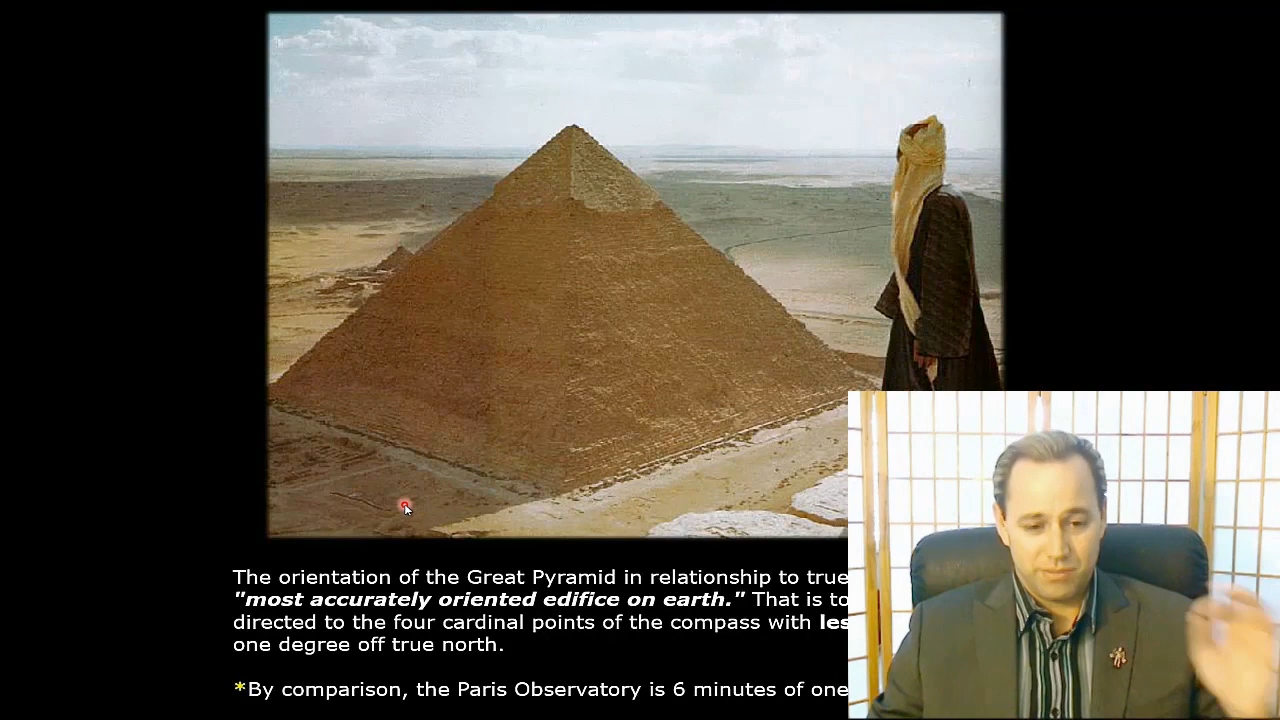 The orientation of the Great Pyramid in relationship to true
"most accurately oriented edifice on earth." That is to
directed to the four cardinal points of the compass with les
one degree off true north.
*By comparison, the Paris Observatory is 6 minutes of one